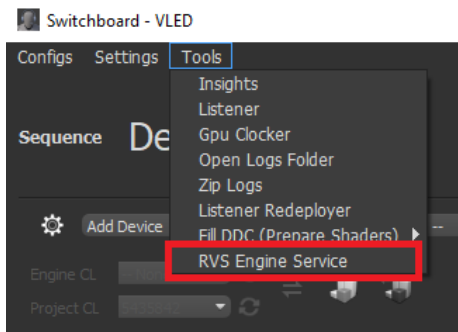 Switchboard - VLED
Configs Settings Tools
Insights
Listener
Gpu Clocker
Open Logs Folder
Zip Logs
Listener Redeployer
Fill DDC (Prepare Shaders)
RVS Engine Service
Sequence De
Add Device --
Engine CL
Project CL